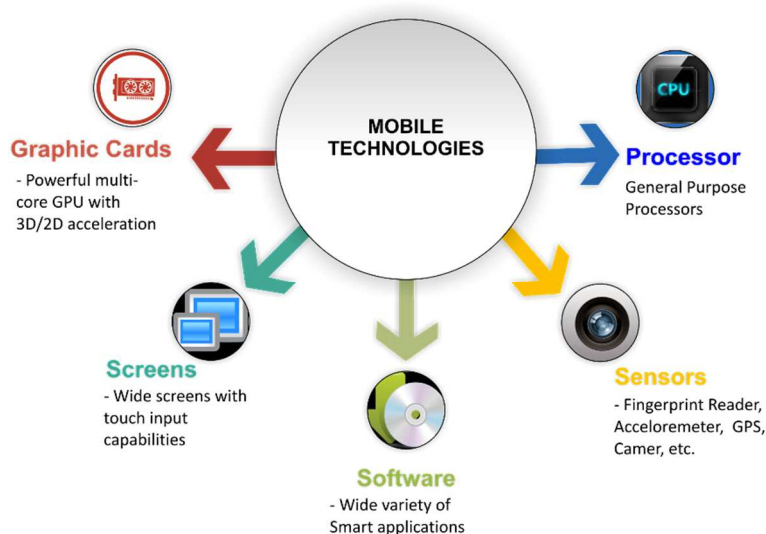 MOBILE
TECHNOLOGIES
Graphic Cards
- Powerful multi-
core GPU with
3D/2D acceleration
CPU
Processor
General Purpose
Processors
Screens
- Wide screens with
touch input
capabilities
Software
- Wide variety of
Smart applications
Sensors
- Fingerprint Reader,
Acceloremeter, GPS,
Camer, etc.